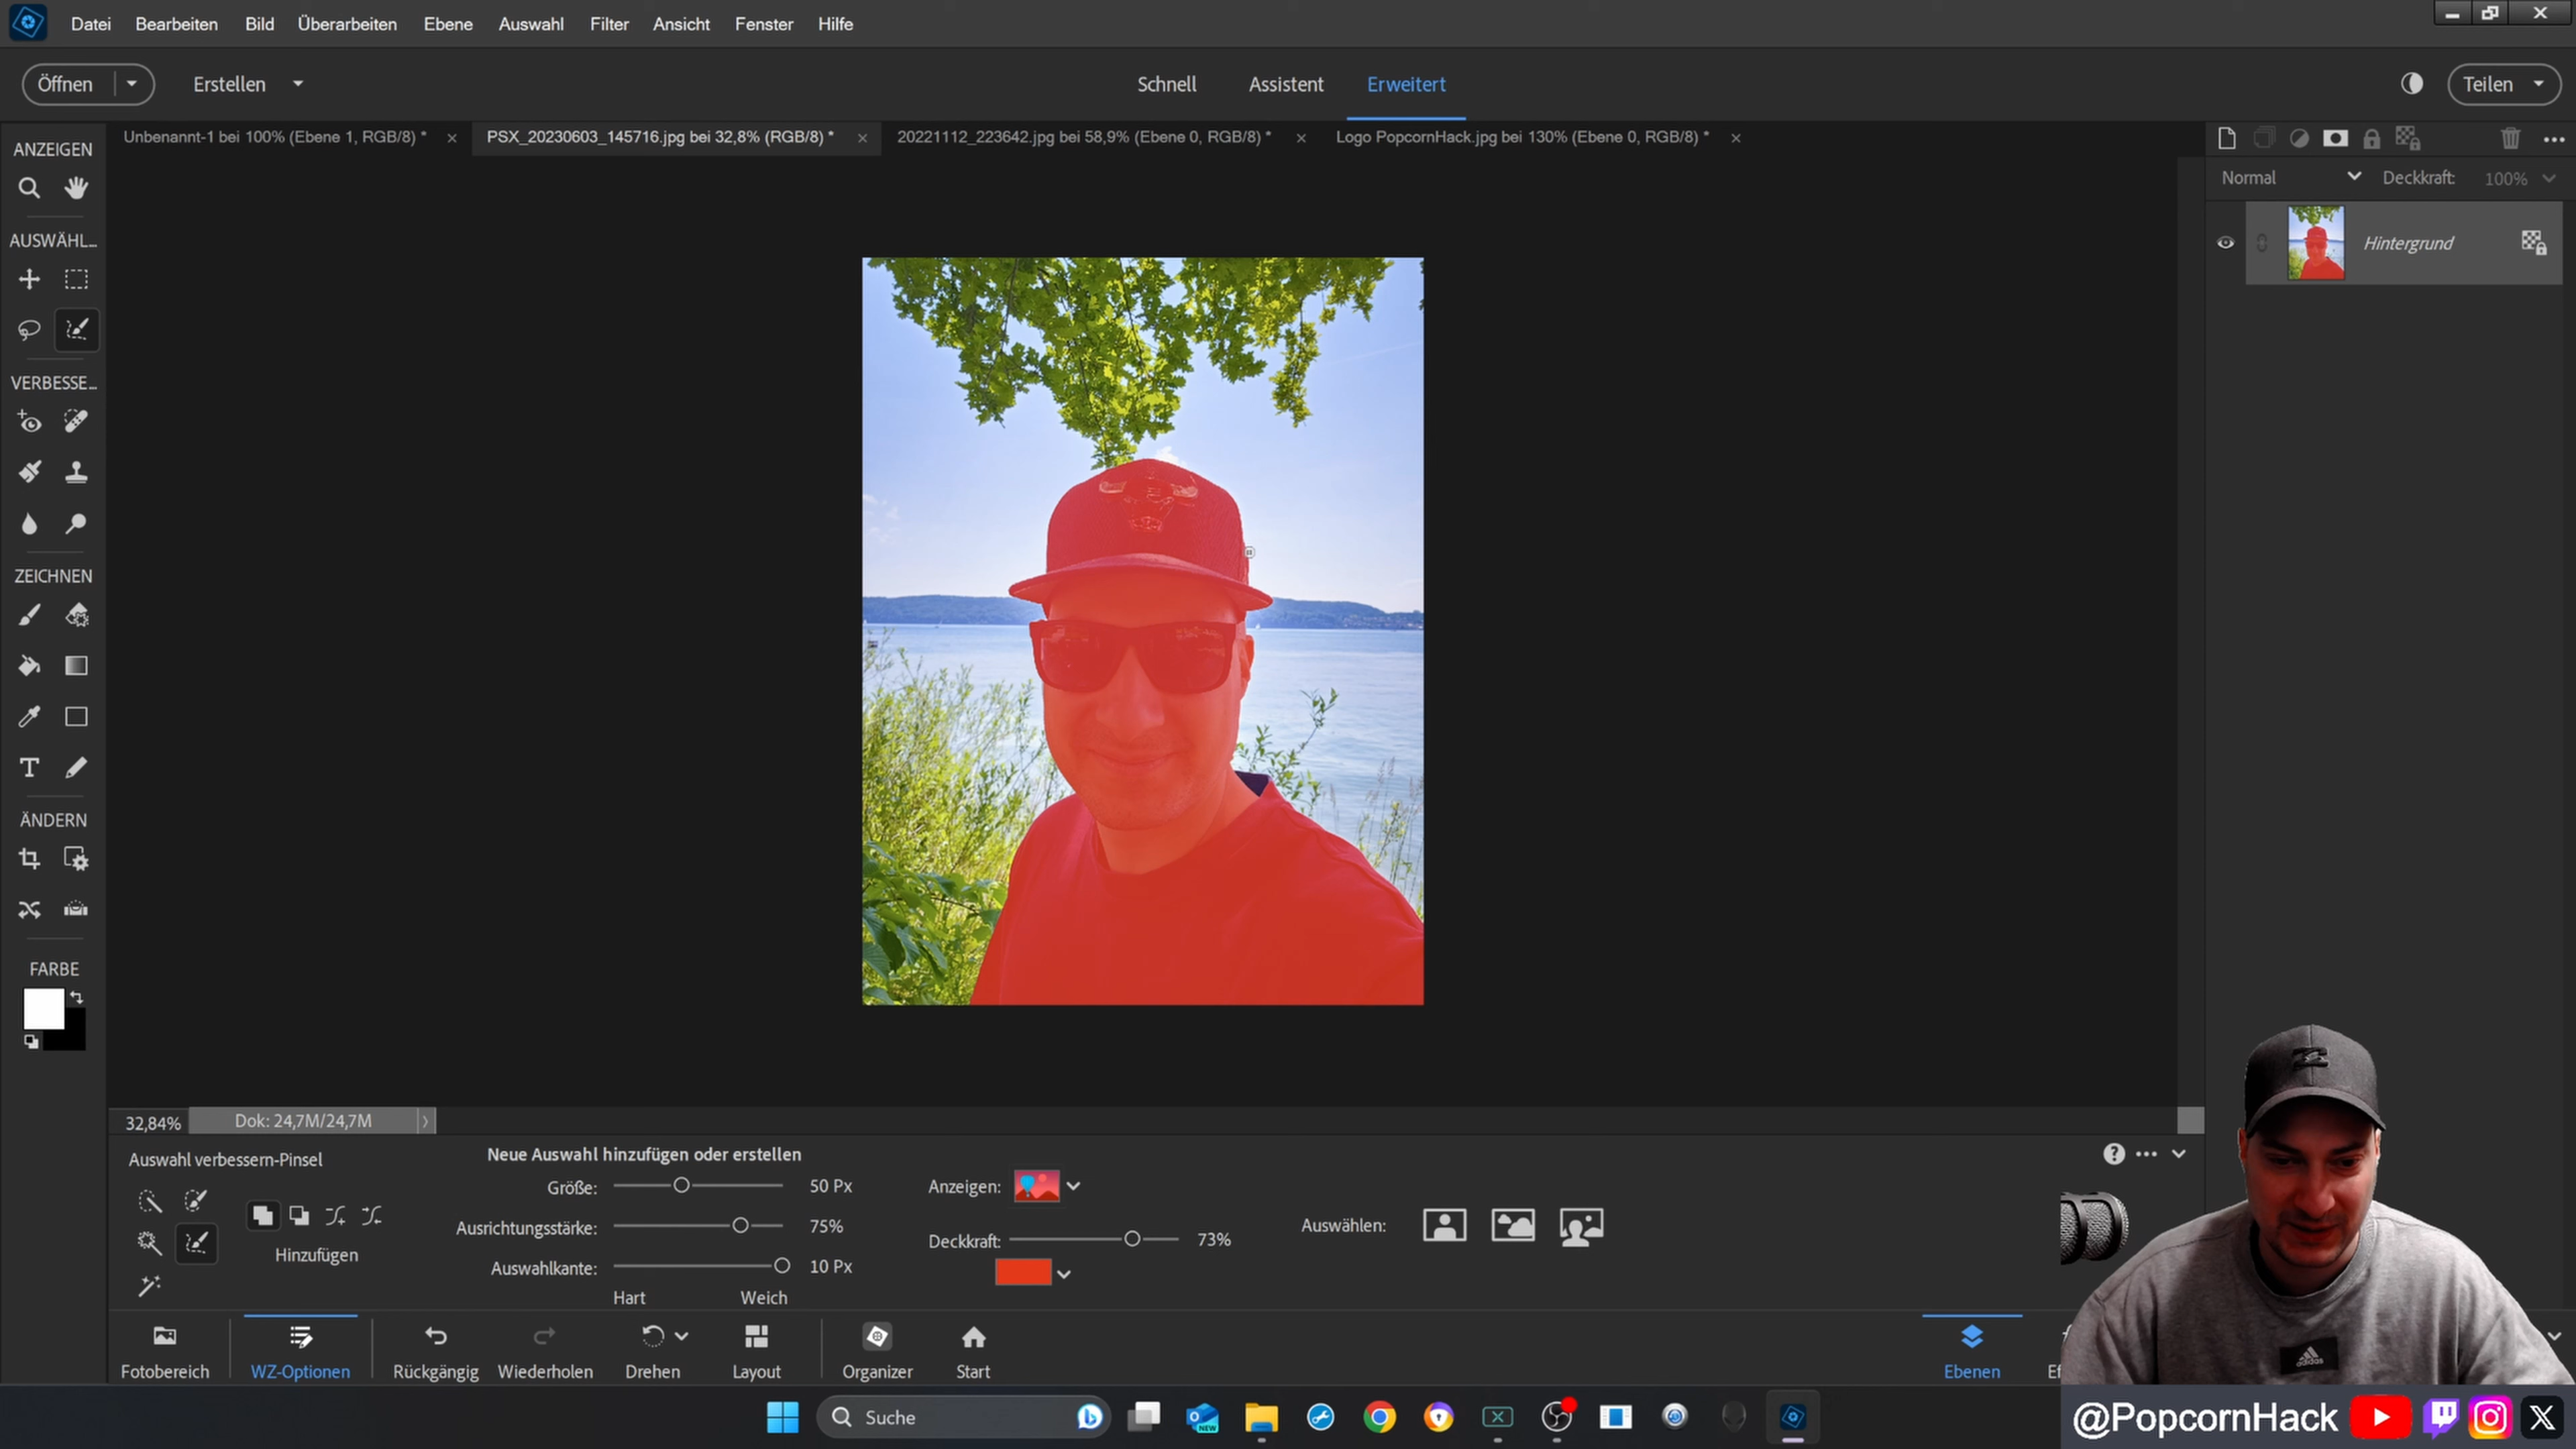 Datei Bearbeiten Bild Überarbeiten Ebene Auswahl Filter Ansicht Fenster Hilfe
Öffnen Erstellen Schnell Assistent Erweitert Teilen
Unbenannt-1 bei 100% (Ebene 1, RGB/8) * PSX_20230603_145716.jpg bei 32,8% (RGB/8) * 20221112_223642.jpg bei 58,9% (Ebene 0, RGB/8) * Logo PopcornHack.jpg bei 130% (Ebene 0, RGB/8) *
ANZEIGEN
Normal Deckkraft: 100%
AUSWÄHL...
Hintergrund
VERBESSE...
ZEICHNEN
T
ÄNDERN
FARBE
32,84% Dok: 24,7M/24,7M
Auswahl verbessern-Pinsel Neue Auswahl hinzufügen oder erstellen
Größe: 50 Px Anzeigen:
Ausrichtungsstärke: 75% Auswählen:
Hinzufügen Deckkraft: 73%
Auswahlkante: 10 Px
Hart Weich
Fotobereich WZ-Optionen Rückgängig Wiederholen Drehen Layout Organizer Start Ebenen
adidas
Suche NEW
@PopcornHack